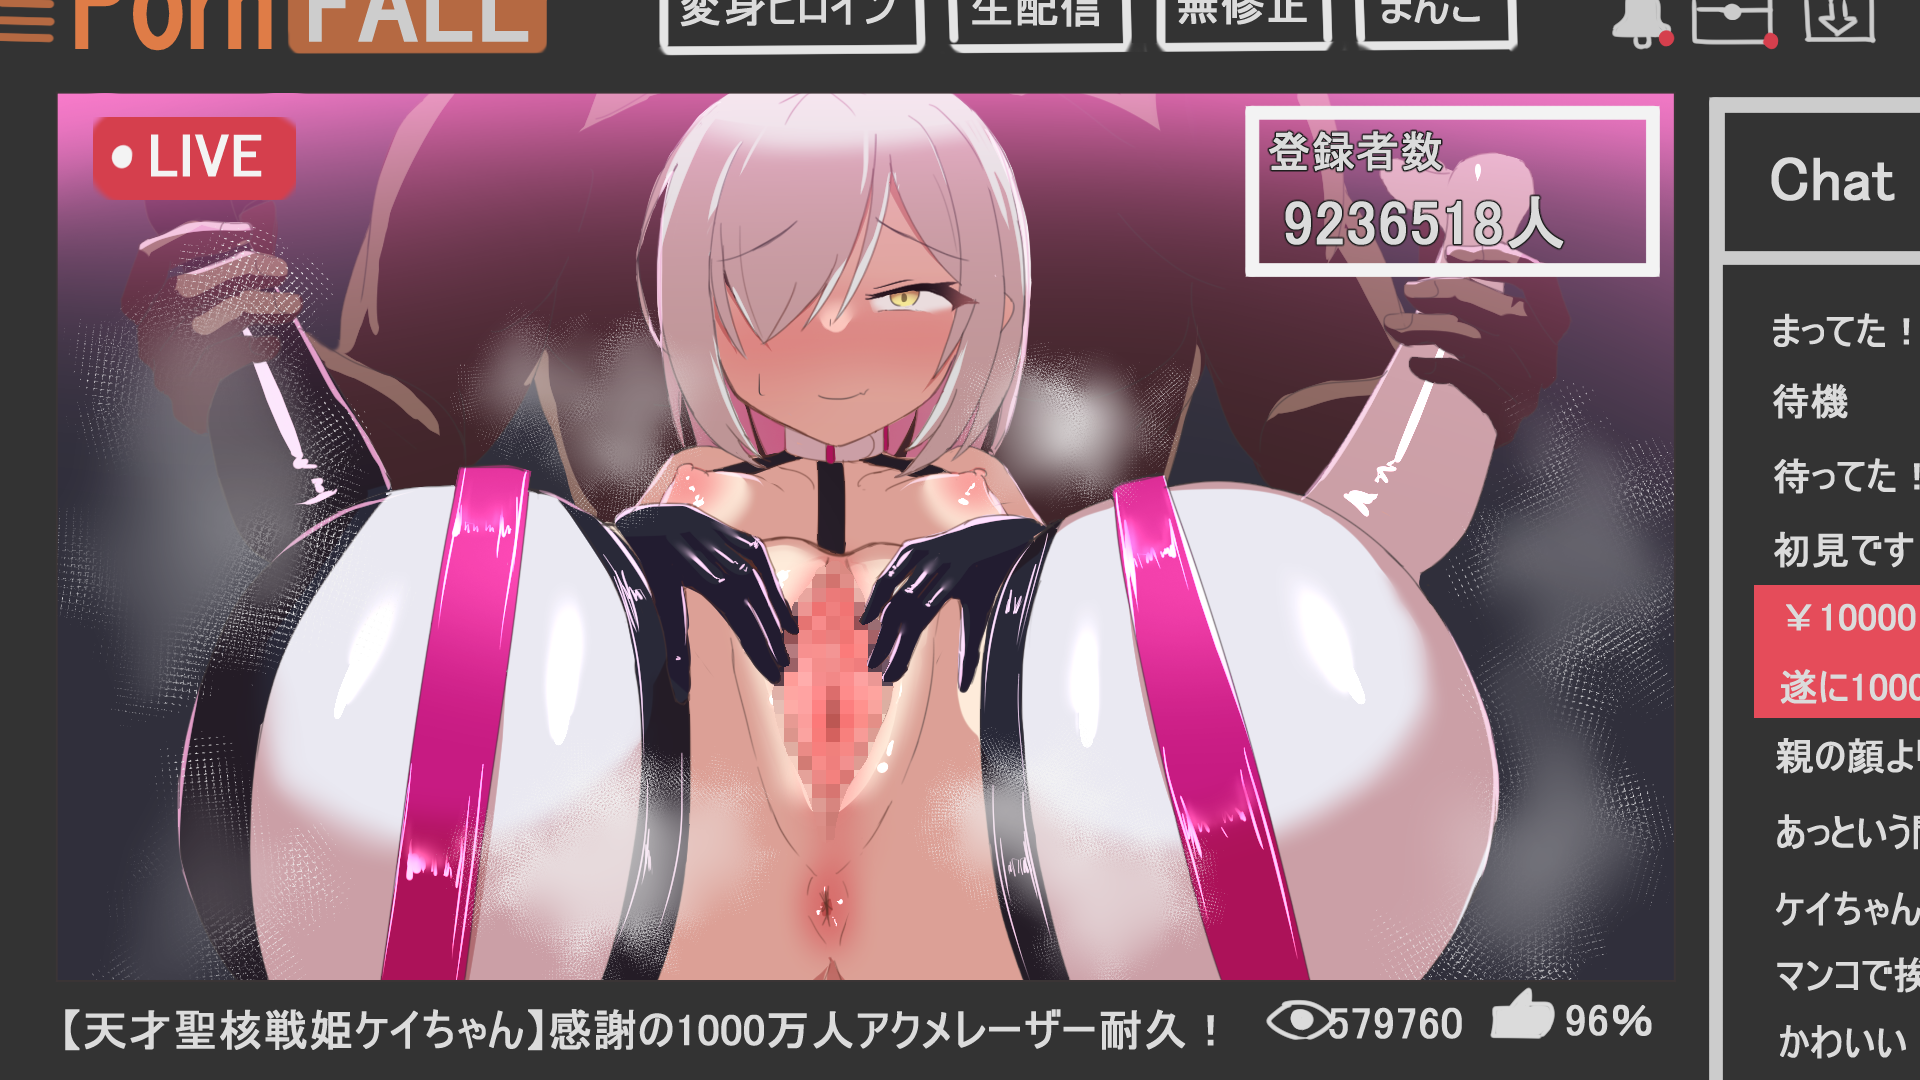 Porn FALL
変身ヒロイン
生配信
無修正
まんこ
LIVE
登録者数
9236518人
Chat
まってた！
待機
待ってた！
初見です
￥10000
遂に1000
親の顔より
あっという間
ケイちゃん
マンコで挨
かわいい
【天才聖核戦姫ケイちゃん】感謝の1000万人アクメレーザー耐久！
579760
96%